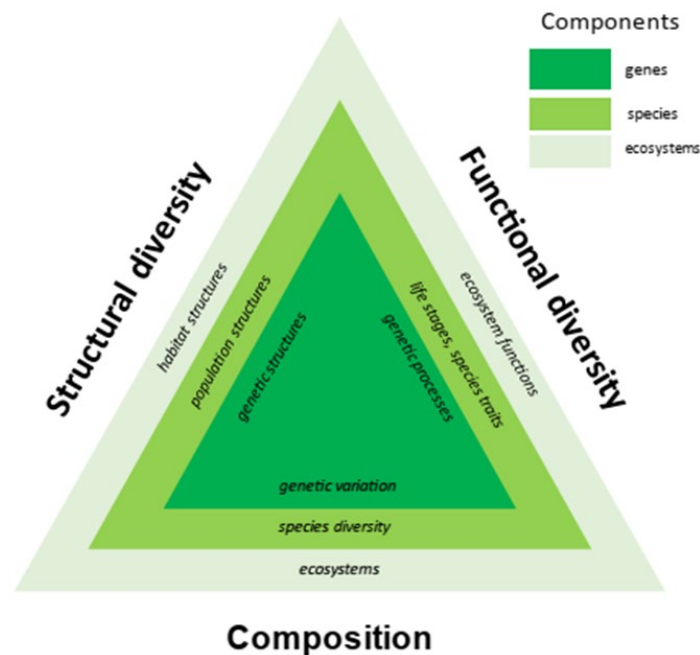 Components
genes
species
ecosystems
Structural diversity
Functional diversity
habitat structures
population structures
genetic structures
genetic processes
life stages, species traits
ecosystem functions
genetic variation
species diversity
ecosystems
Composition